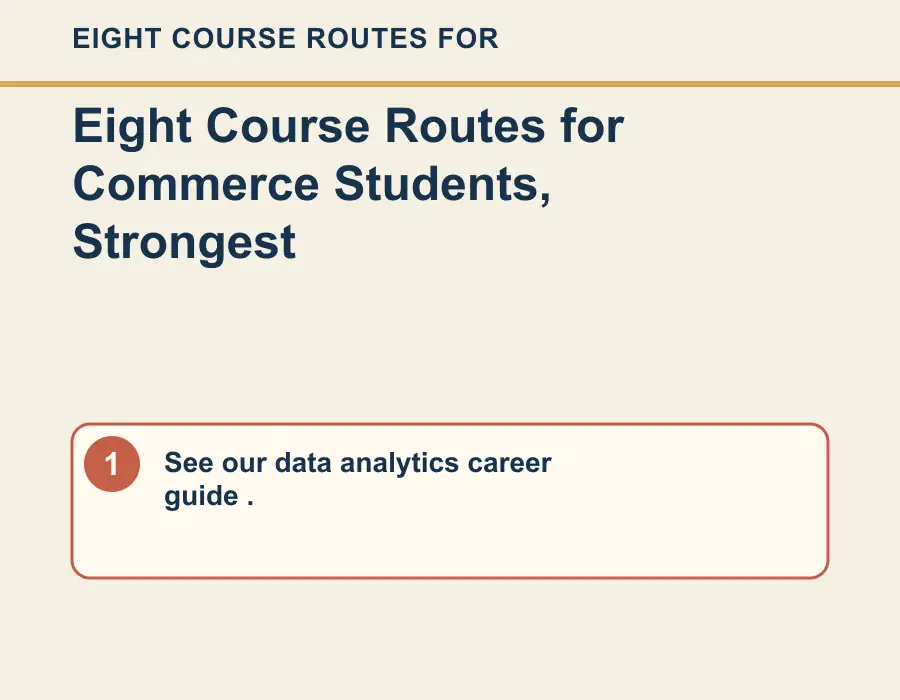 EIGHT COURSE ROUTES FOR
Eight Course Routes for
Commerce Students,
Strongest
1
See our data analytics career
guide .